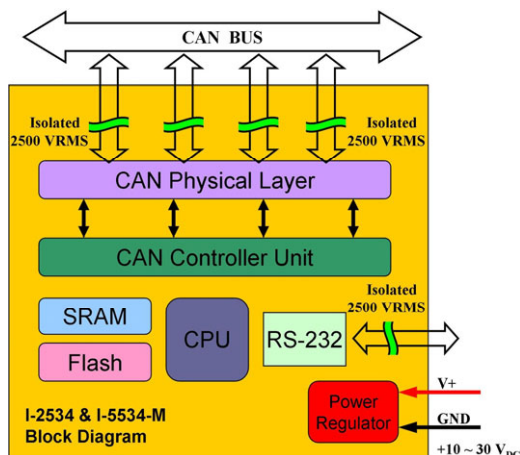 CAN BUS
Isolated
2500 VRMS
Isolated
2500 VRMS
CAN Physical Layer
CAN Controller Unit
Isolated
2500 VRMS
SRAM
CPU
RS-232
Flash
V+
Power
Regulator
GND
I-2534 & I-5534-M
Block Diagram
+10 ~ 30 VDC